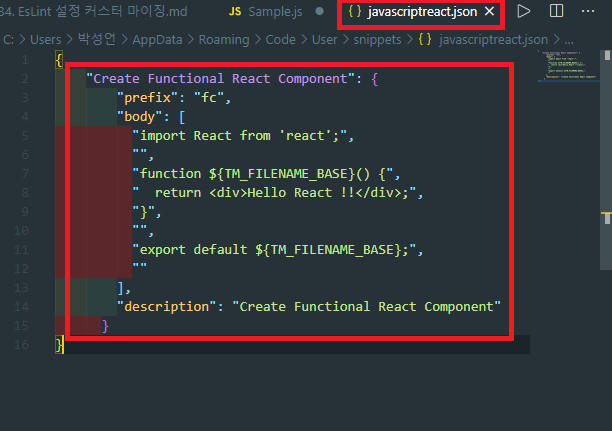 34. EsLint 설정 커스터 마이징.md
JS Sample.js ●
{ } javascriptreact.json ×
C: > Users > 박성언 > AppData > Roaming > Code > User > snippets > { } javascriptreact.json > ...
1 {
2 "Create Functional React Component": {
3 "prefix": "fc",
4 "body": [
5 "import React from 'react';",
6 "",
7 "function ${TM_FILENAME_BASE}() {",
8 "  return <div>Hello React !!</div>;",
9 "}",
10 "",
11 "export default ${TM_FILENAME_BASE};",
12 ""
13 ],
14 "description": "Create Functional React Component"
15 }
16 }